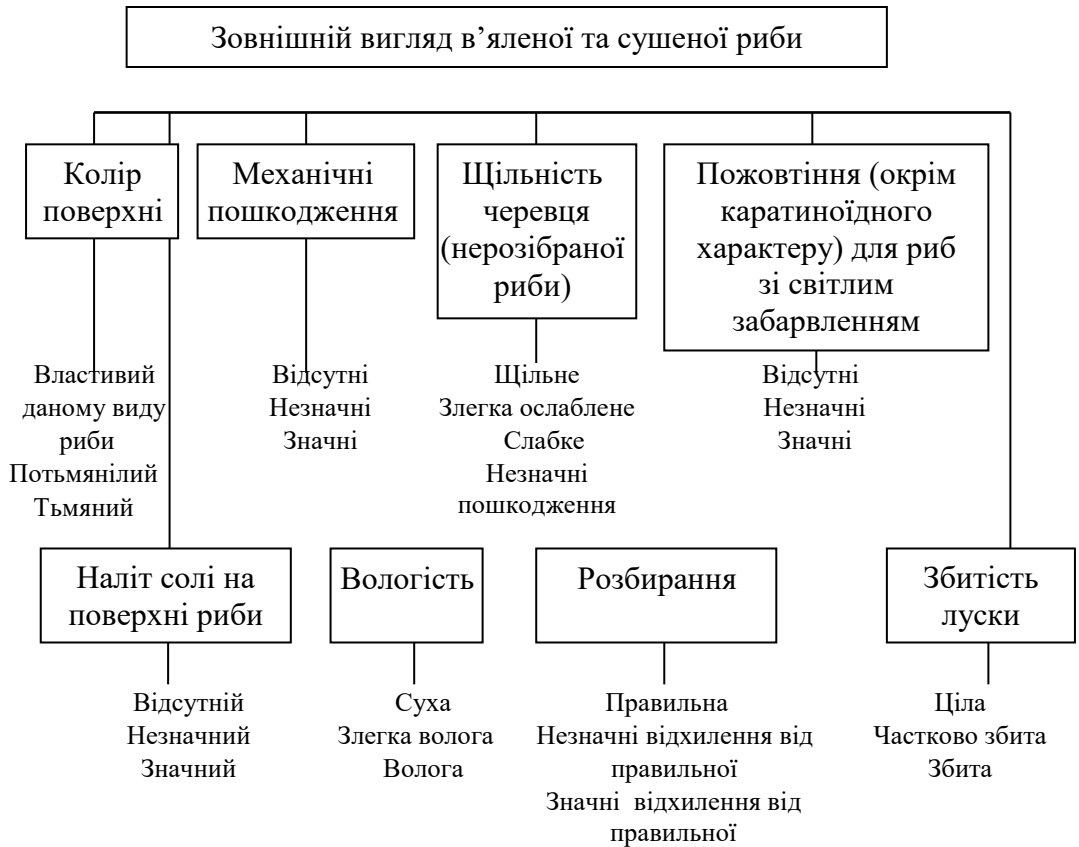 Зовнішній вигляд в’яленої та сушеної риби
Колір
поверхні
Механічні
пошкодження
Щільність
черевця
(нерозібраної
риби)
Пожовтіння (окрім
каратиноїдного
характеру) для риб
зі світлим
забарвленням
Властивий
даному виду
риби
Потьмянілий
Тьмяний
Відсутні
Незначні
Значні
Щільне
Злегка ослаблене
Слабке
Незначні
пошкодження
Відсутні
Незначні
Значні
Наліт солі на
поверхні риби
Вологість
Розбирання
Збитість
луски
Відсутній
Незначний
Значний
Суха
Злегка волога
Волога
Правильна
Незначні відхилення від
правильної
Значні  відхилення від
правильної
Ціла
Частково збита
Збита